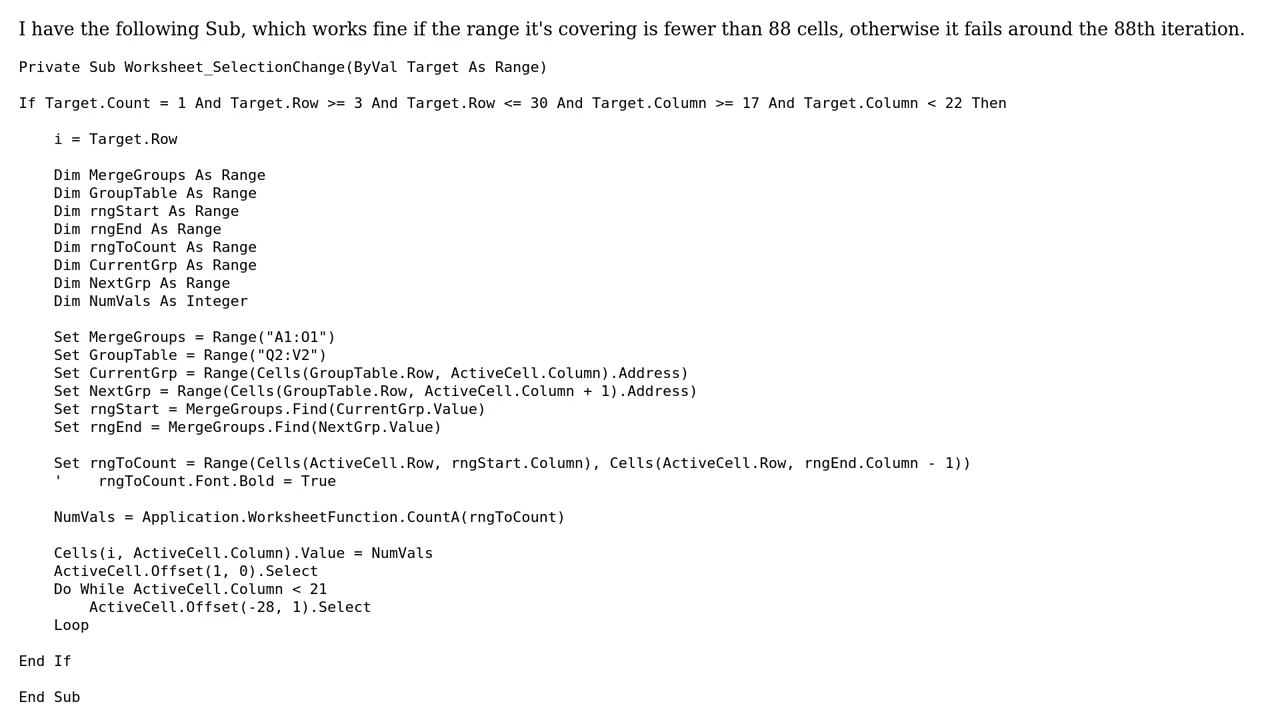 I have the following Sub, which works fine if the range it's covering is fewer than 88 cells, otherwise it fails around the 88th iteration.
Private Sub Worksheet_SelectionChange(ByVal Target As Range)
If Target.Count = 1 And Target.Row >= 3 And Target.Row <= 30 And Target.Column >= 17 And Target.Column < 22 Then
    i = Target.Row
    Dim MergeGroups As Range
    Dim GroupTable As Range
    Dim rngStart As Range
    Dim rngEnd As Range
    Dim rngToCount As Range
    Dim CurrentGrp As Range
    Dim NextGrp As Range
    Dim NumVals As Integer
    Set MergeGroups = Range("A1:O1")
    Set GroupTable = Range("Q2:V2")
    Set CurrentGrp = Range(Cells(GroupTable.Row, ActiveCell.Column).Address)
    Set NextGrp = Range(Cells(GroupTable.Row, ActiveCell.Column + 1).Address)
    Set rngStart = MergeGroups.Find(CurrentGrp.Value)
    Set rngEnd = MergeGroups.Find(NextGrp.Value)
    Set rngToCount = Range(Cells(ActiveCell.Row, rngStart.Column), Cells(ActiveCell.Row, rngEnd.Column - 1))
    '    rngToCount.Font.Bold = True
    NumVals = Application.WorksheetFunction.CountA(rngToCount)
    Cells(i, ActiveCell.Column).Value = NumVals
    ActiveCell.Offset(1, 0).Select
    Do While ActiveCell.Column < 21
        ActiveCell.Offset(-28, 1).Select
    Loop
End If
End Sub